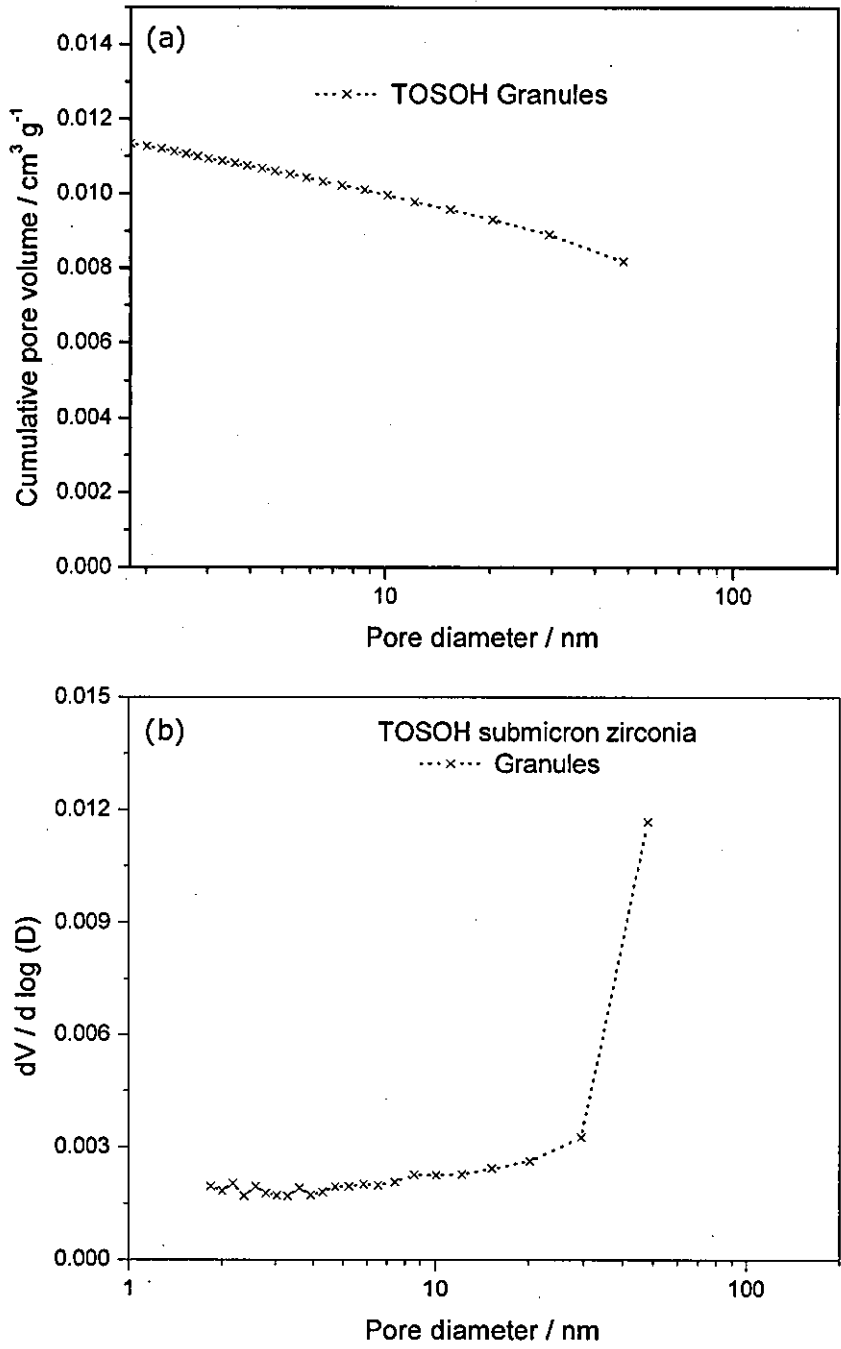 (a)
TOSOH Granules
0.014
0.012
0.010
0.008
0.006
0.004
0.002
0.000
Cumulative pore volume / cm³ g⁻¹
10
100
Pore diameter / nm
(b)
TOSOH submicron zirconia
Granules
0.015
0.012
0.009
0.006
0.003
0.000
dV / d log (D)
1
10
100
Pore diameter / nm